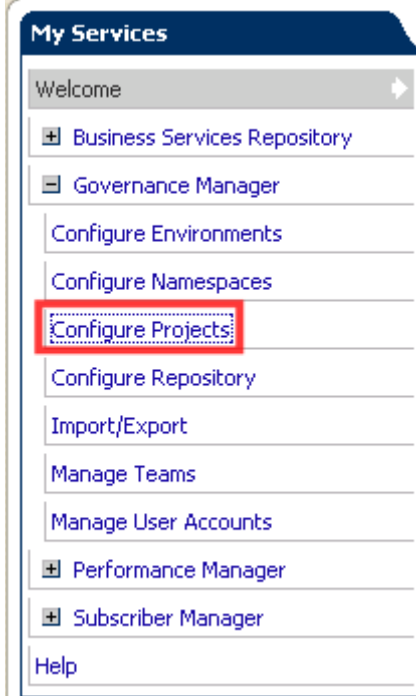 My Services
Welcome
Business Services Repository
Governance Manager
Configure Environments
Configure Namespaces
Configure Projects
Configure Repository
Import/Export
Manage Teams
Manage User Accounts
Performance Manager
Subscriber Manager
Help